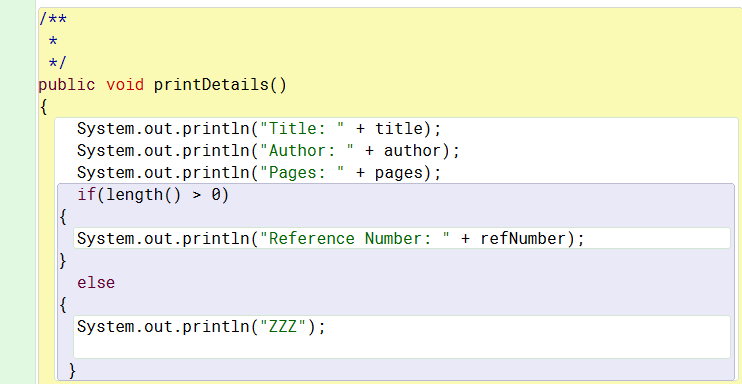 /**
 *
 */
public void printDetails()
{
    System.out.println("Title: " + title);
    System.out.println("Author: " + author);
    System.out.println("Pages: " + pages);
    if(length() > 0)
  {
    System.out.println("Reference Number: " + refNumber);
  }
    else
  {
    System.out.println("ZZZ");
   }